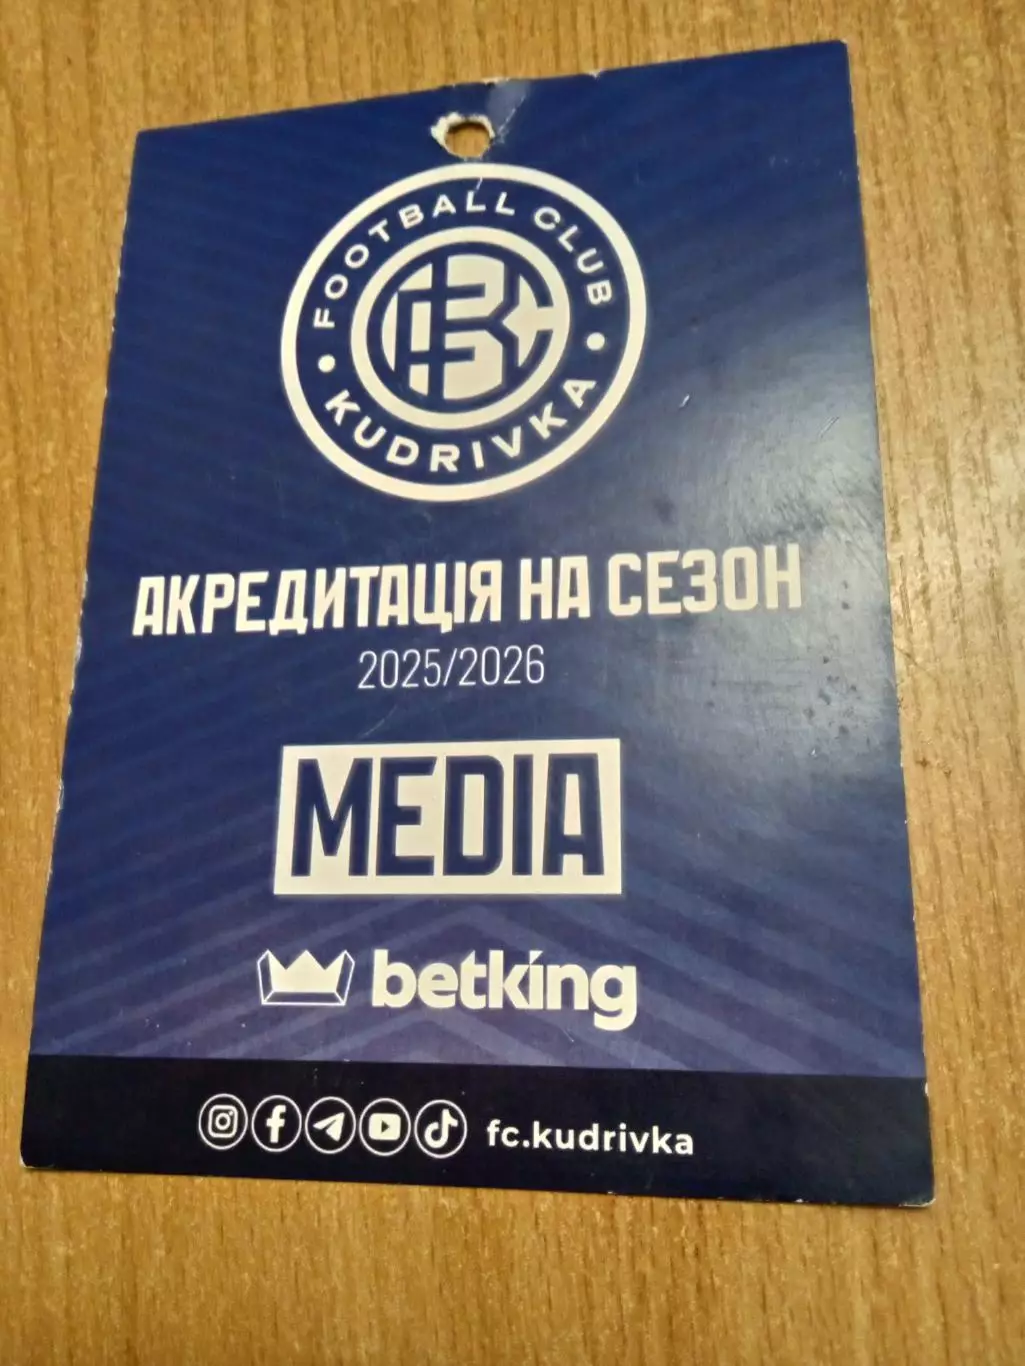 FOOTBALL CLUB
KUDRIVKA
АКРЕДИТАЦІЯ НА СЕЗОН
2025/2026
MEDIA
betking
fc.kudrivka